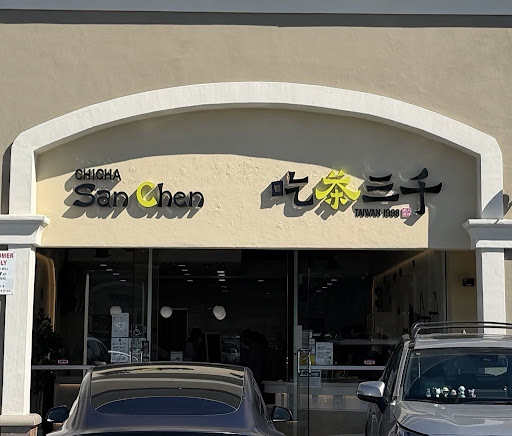 CHICHA
San Chen
吃茶三千
TAIWAN 1998